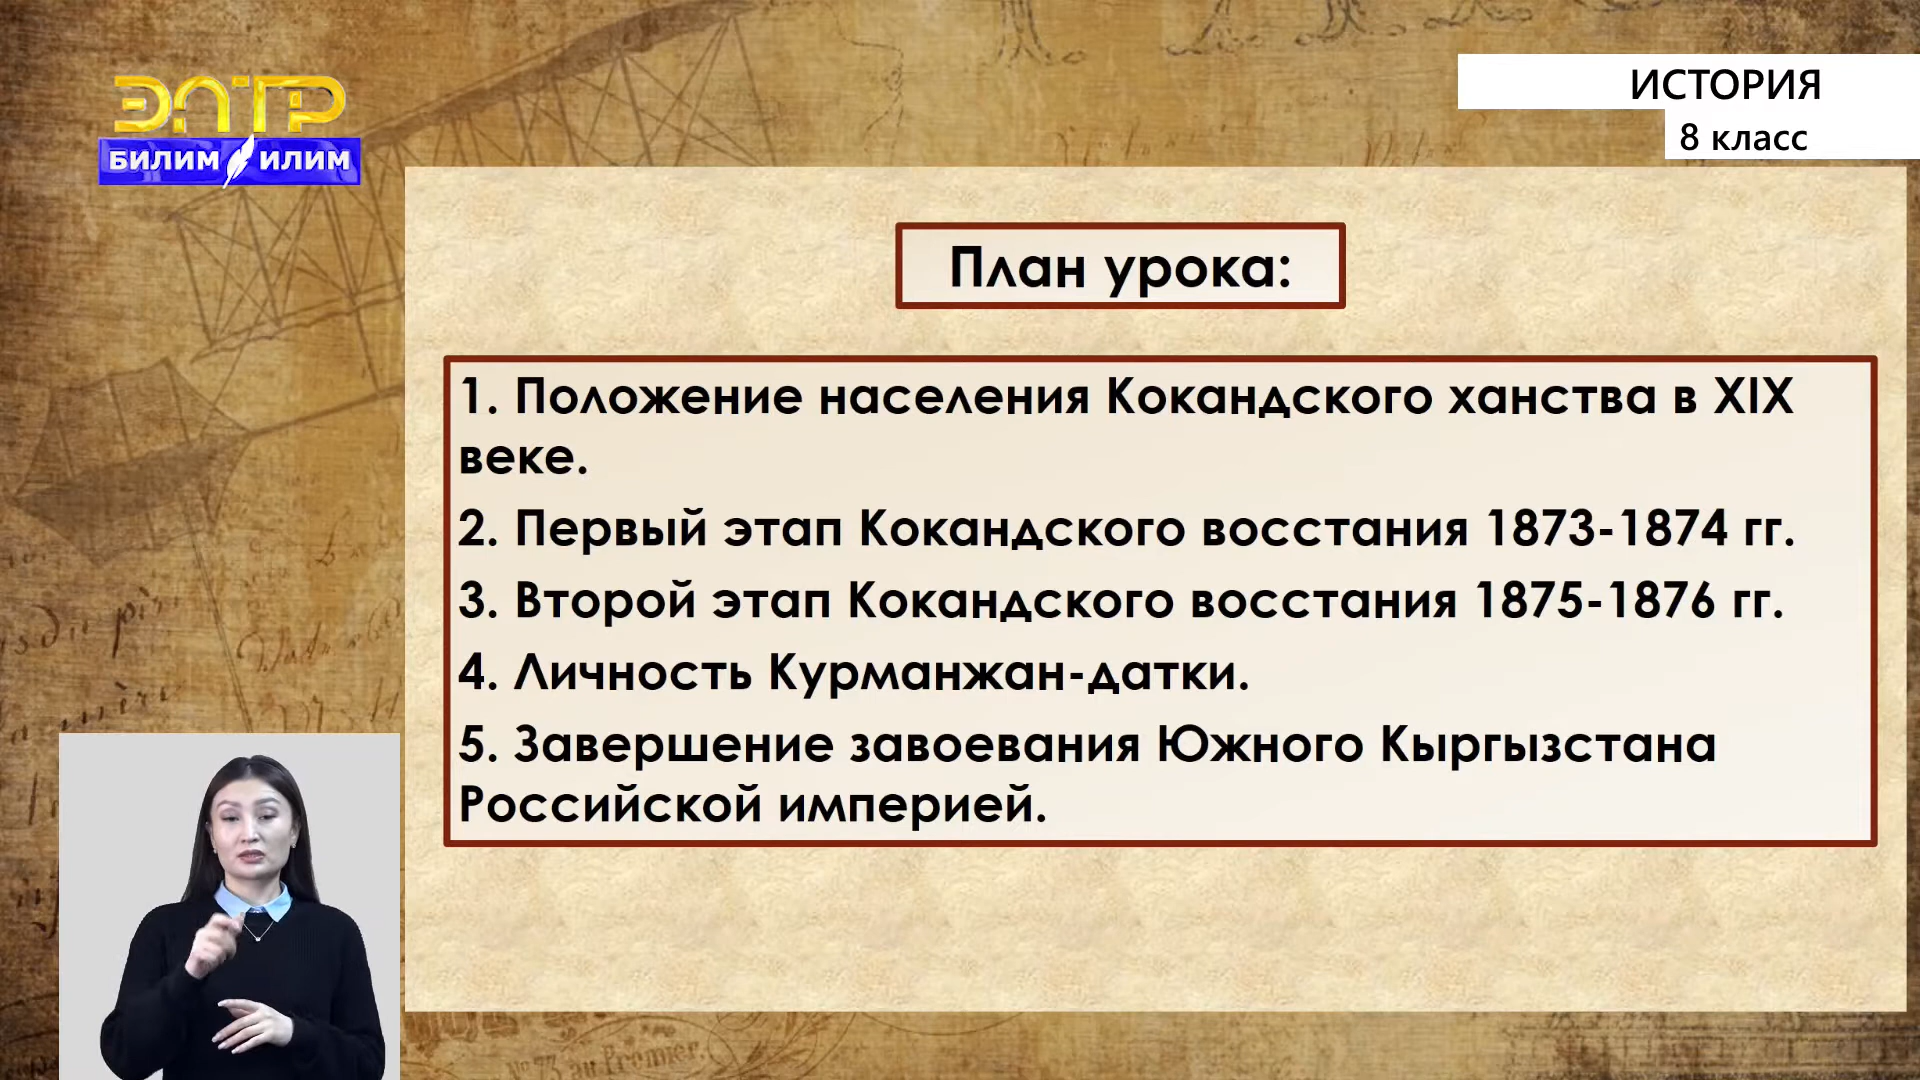 ЭЛТР
БИЛИМ ИЛИМ
ИСТОРИЯ
8 класс
План урока:
1. Положение населения Кокандского ханства в XIX
веке.
2. Первый этап Кокандского восстания 1873-1874 гг.
3. Второй этап Кокандского восстания 1875-1876 гг.
4. Личность Курманжан-датки.
5. Завершение завоевания Южного Кыргызстана
Российской империей.